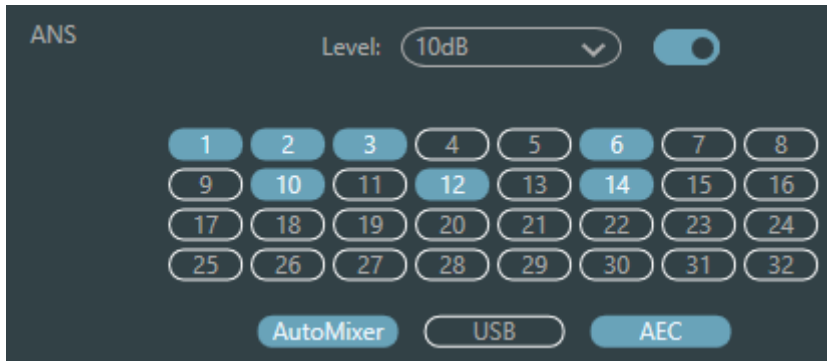 ANS
Level: 10dB
1 2 3 4 5 6 7 8
9 10 11 12 13 14 15 16
17 18 19 20 21 22 23 24
25 26 27 28 29 30 31 32
AutoMixer USB AEC